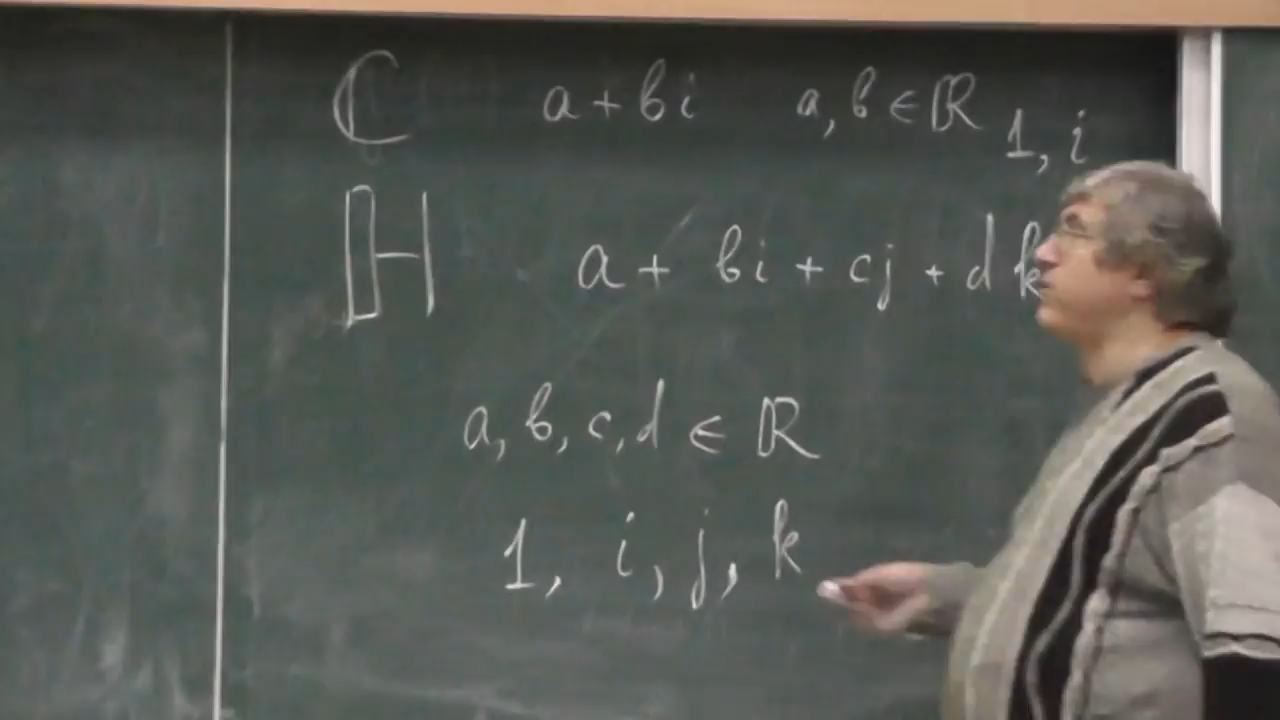 ℂ a + bi a, b ∈ ℝ 1, i
ℍ a + bi + cj + dk
a, b, c, d ∈ ℝ
1, i, j, k